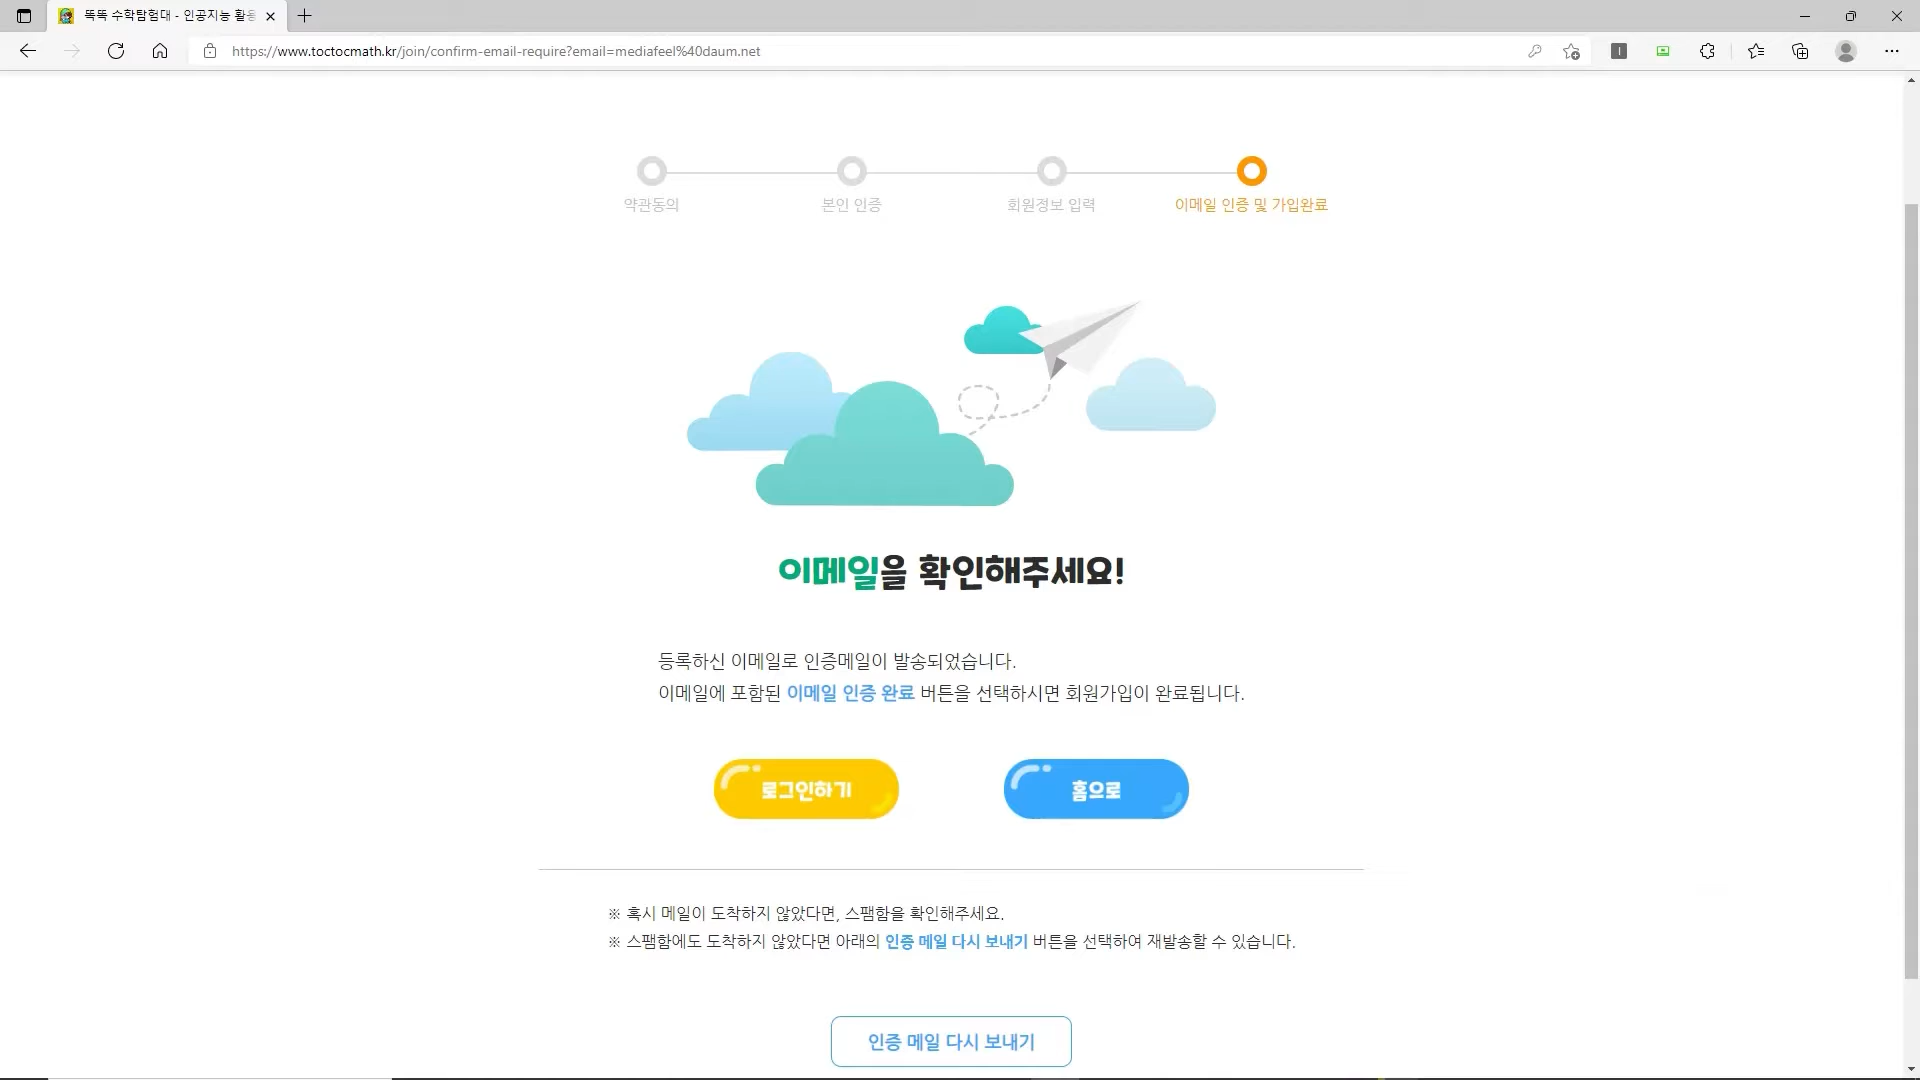 똑똑 수학탐험대 - 인공지능 활용
https://www.toctocmath.kr/join/confirm-email-require?email=mediafeel%40daum.net
약관동의
본인 인증
회원정보 입력
이메일 인증 및 가입완료
이메일을 확인해주세요!
등록하신 이메일로 인증메일이 발송되었습니다.
이메일에 포함된 이메일 인증 완료 버튼을 선택하시면 회원가입이 완료됩니다.
로그인하기
홈으로
※ 혹시 메일이 도착하지 않았다면, 스팸함을 확인해주세요.
※ 스팸함에도 도착하지 않았다면 아래의 인증 메일 다시 보내기 버튼을 선택하여 재발송할 수 있습니다.
인증 메일 다시 보내기